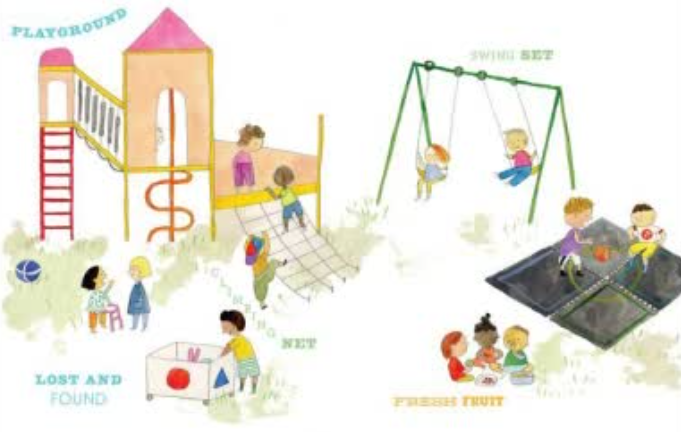 PLAYGROUND
SWING SET
CLIMBING NET
LOST AND
FOUND
FRESH FRUIT